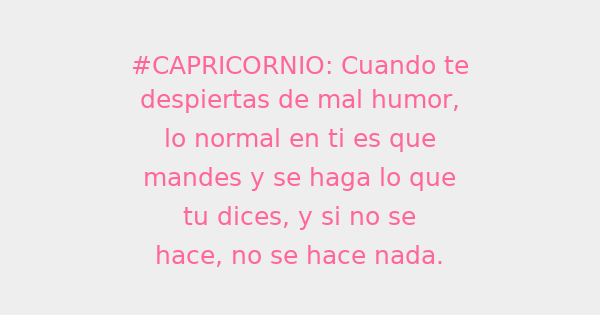 #CAPRICORNIO: Cuando te
despiertas de mal humor,
lo normal en ti es que
mandes y se haga lo que
tu dices, y si no se
hace, no se hace nada.